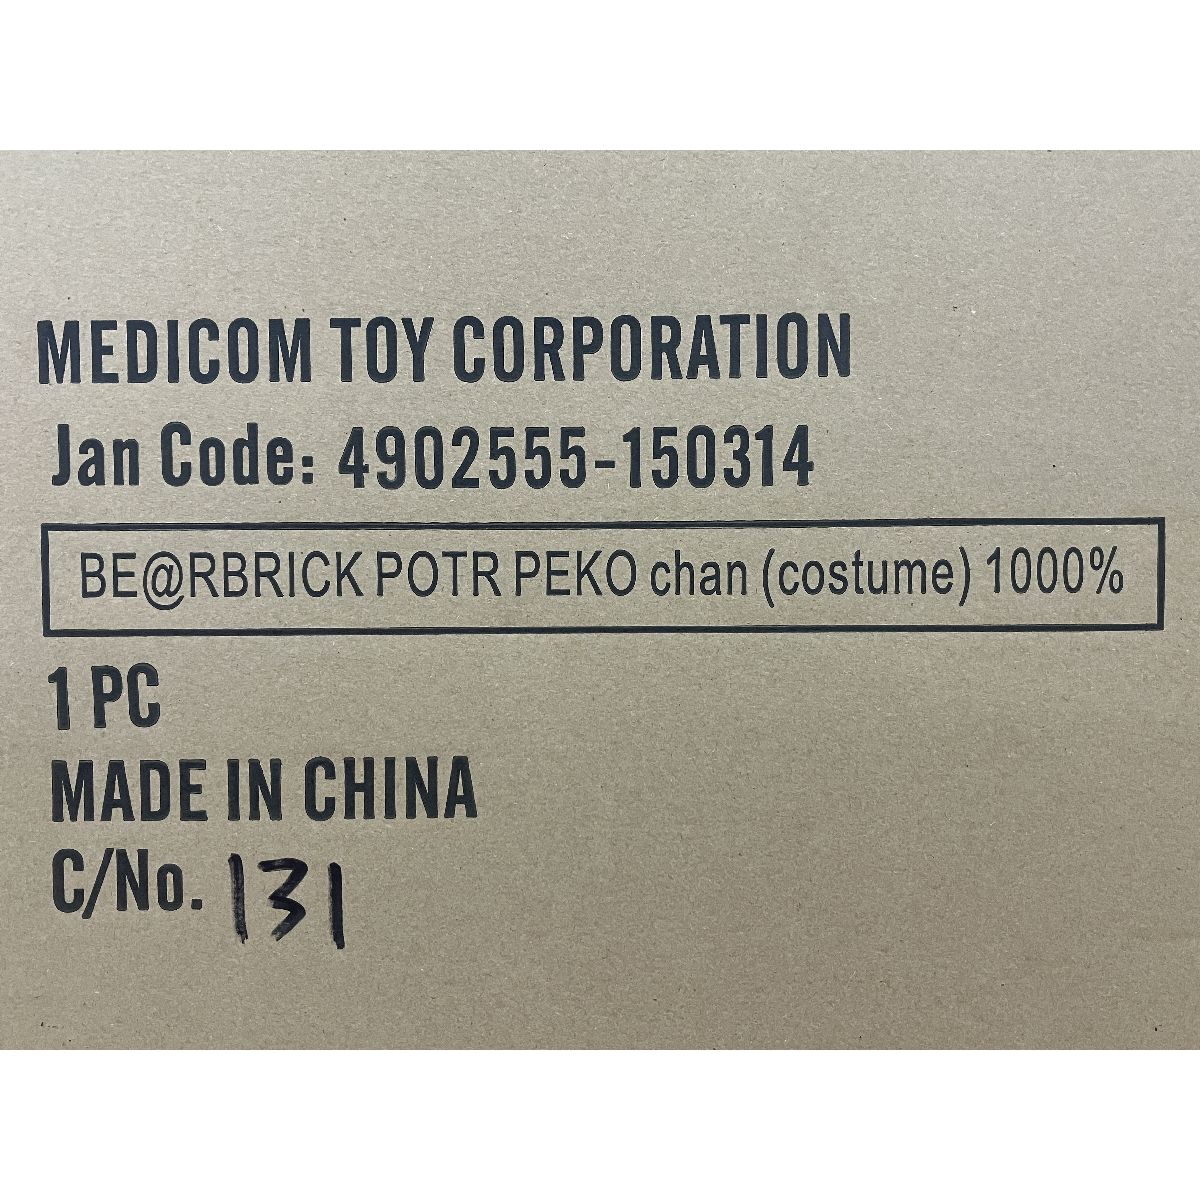 MEDICOM TOY CORPORATION
Jan Code: 4902555-150314
BE@RBRICK POTR PEKO chan (costume) 1000%
1 PC
MADE IN CHINA
C/No. 131